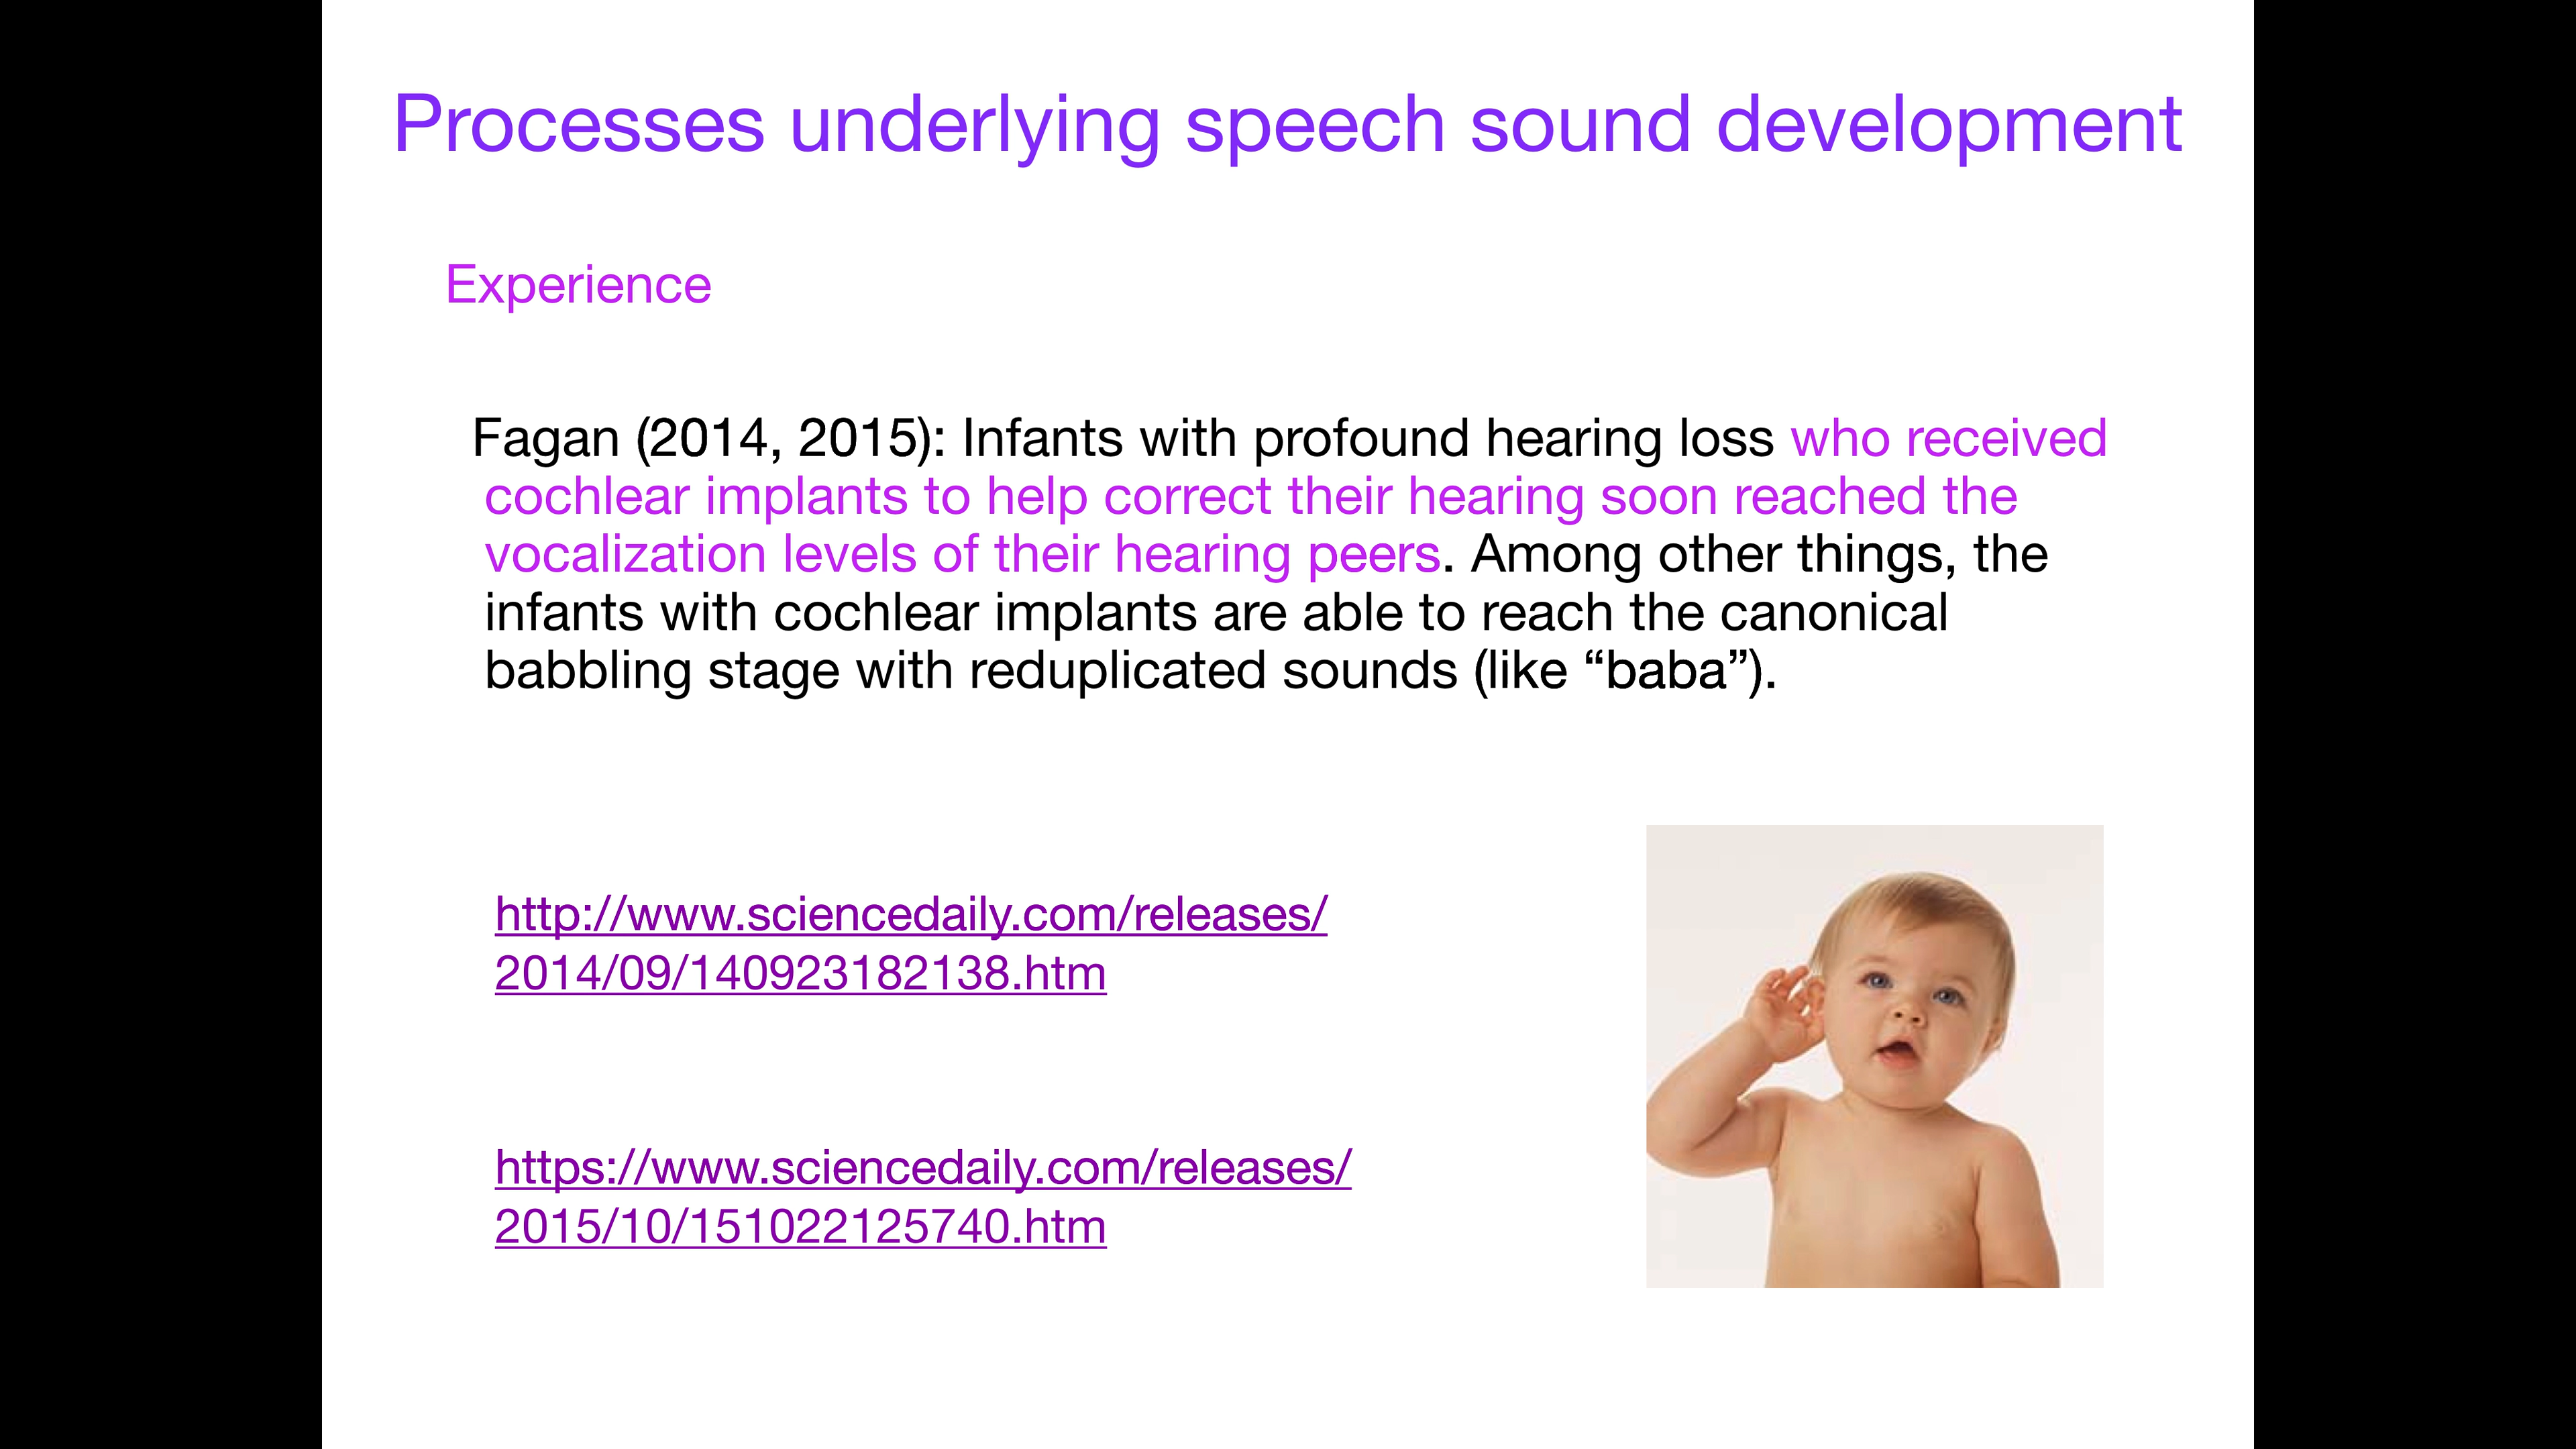 Processes underlying speech sound development
Experience
Fagan (2014, 2015): Infants with profound hearing loss who received
cochlear implants to help correct their hearing soon reached the
vocalization levels of their hearing peers. Among other things, the
infants with cochlear implants are able to reach the canonical
babbling stage with reduplicated sounds (like “baba”).
http://www.sciencedaily.com/releases/
2014/09/140923182138.htm
https://www.sciencedaily.com/releases/
2015/10/151022125740.htm